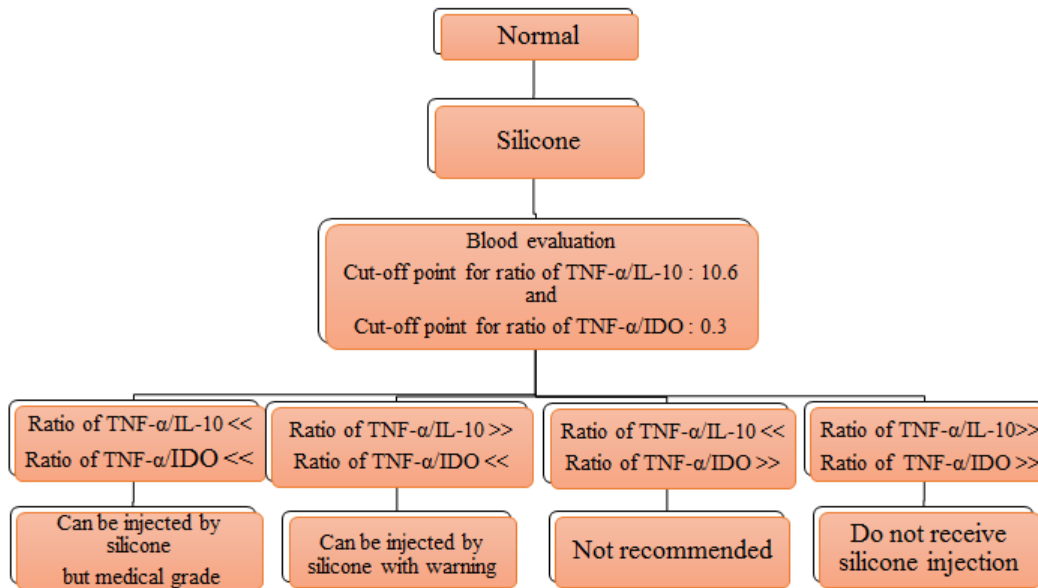 Normal
Silicone
Blood evaluation
Cut-off point for ratio of TNF-α/IL-10 : 10.6
and
Cut-off point for ratio of TNF-α/IDO : 0.3
Ratio of TNF-α/IL-10 <<
Ratio of TNF-α/IDO <<
Ratio of TNF-α/IL-10 >>
Ratio of TNF-α/IDO <<
Ratio of TNF-α/IL-10 <<
Ratio of TNF-α/IDO >>
Ratio of TNF-α/IL-10>>
Ratio of TNF-α/IDO >>
Can be injected by
silicone
but medical grade
Can be injected by
silicone with warning
Not recommended
Do not receive
silicone injection